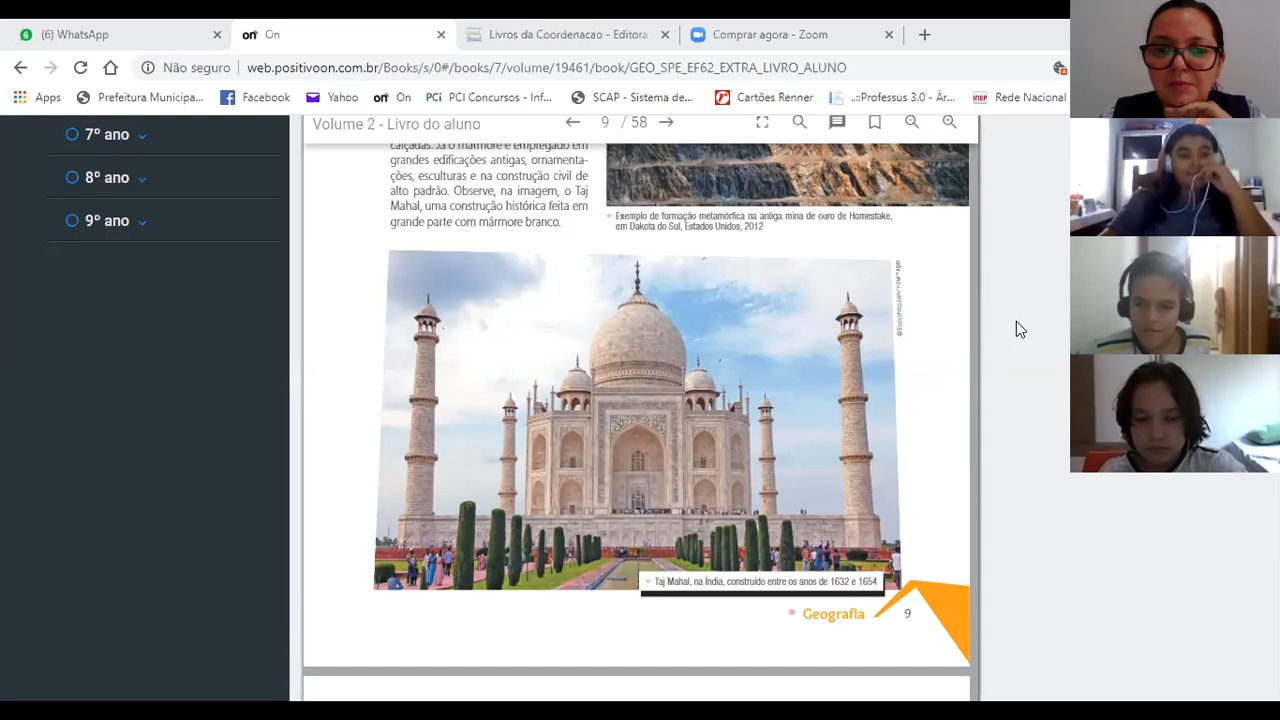 (6) WhatsApp
On
Livros da Coordenacao - Editora
Comprar agora - Zoom
Não seguro
web.positivoon.com.br/Books/s/0#/books/7/volume/19461/book/GEO_SPE_EF62_EXTRA_LIVRO_ALUNO
Apps
Prefeitura Municipa...
Facebook
Yahoo
On
PCI Concursos - Inf...
SCAP - Sistema de...
Cartões Renner
..::Professus 3.0 - Ár...
Rede Nacional
7º ano
8º ano
9º ano
Volume 2 - Livro do aluno
9 / 58
calçadas. Já o mármore é empregado em
grandes edificações antigas, ornamenta-
ções, esculturas e na construção civil de
alto padrão. Observe, na imagem, o Taj
Mahal, uma construção histórica feita em
grande parte com mármore branco.
Exemplo de formação metamórfica na antiga mina de ouro de Homestake,
em Dakota do Sul, Estados Unidos, 2012
Taj Mahal, na Índia, construído entre os anos de 1632 e 1654
Geografia 9